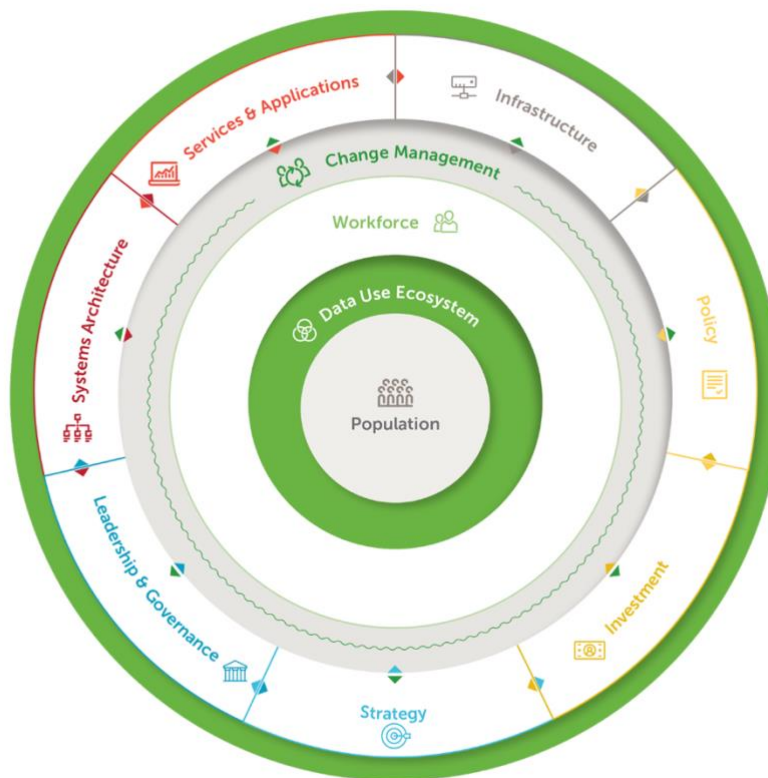 Services & Applications
Infrastructure
Change Management
Workforce
Data Use Ecosystem
Population
Systems Architecture
Policy
Leadership & Governance
Investment
Strategy